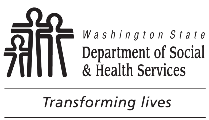 Washington State
Department of Social
& Health Services
Transforming lives